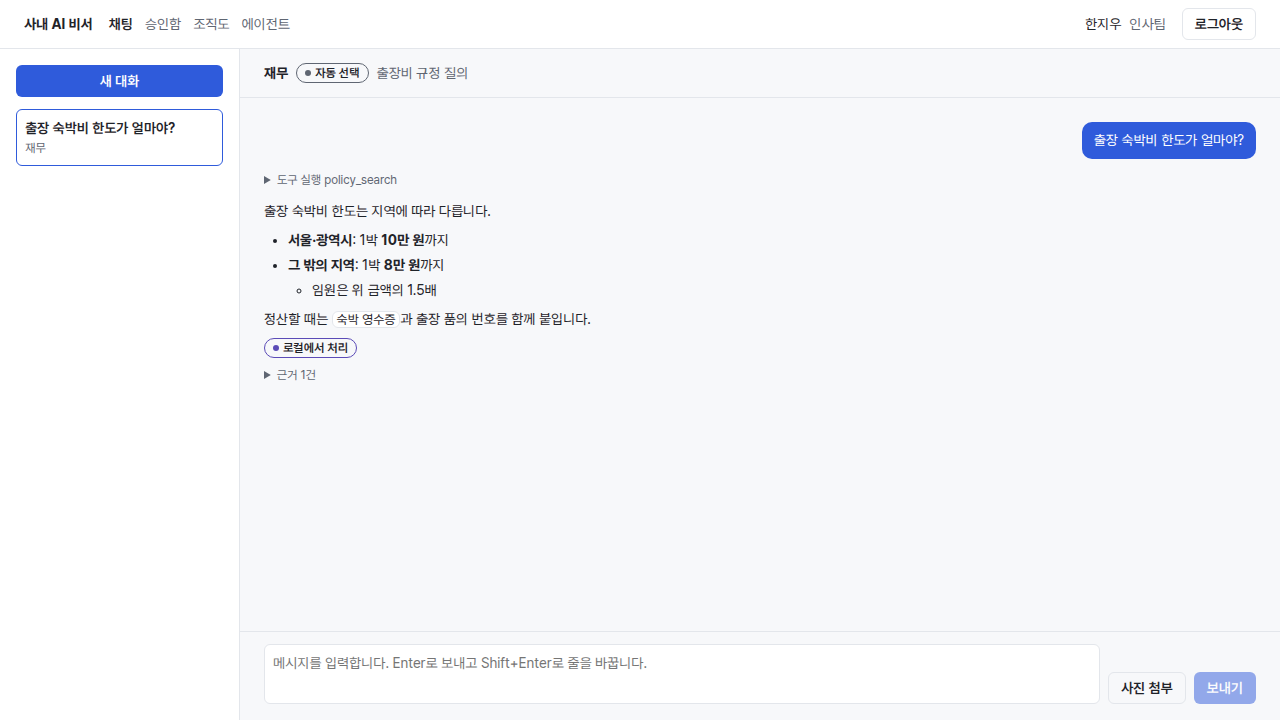 사내 AI 비서 채팅 승인함 조직도 에이전트 한지우 인사팀 로그아웃
새 대화
출장 숙박비 한도가 얼마야?
재무
재무 자동 선택 출장비 규정 질의
출장 숙박비 한도가 얼마야?
도구 실행 policy_search
출장 숙박비 한도는 지역에 따라 다릅니다.
서울·광역시: 1박 10만 원까지
그 밖의 지역: 1박 8만 원까지
임원은 위 금액의 1.5배
정산할 때는 숙박 영수증과 출장 품의 번호를 함께 붙입니다.
로컬에서 처리
근거 1건
메시지를 입력합니다. Enter로 보내고 Shift+Enter로 줄을 바꿉니다.
사진 첨부 보내기